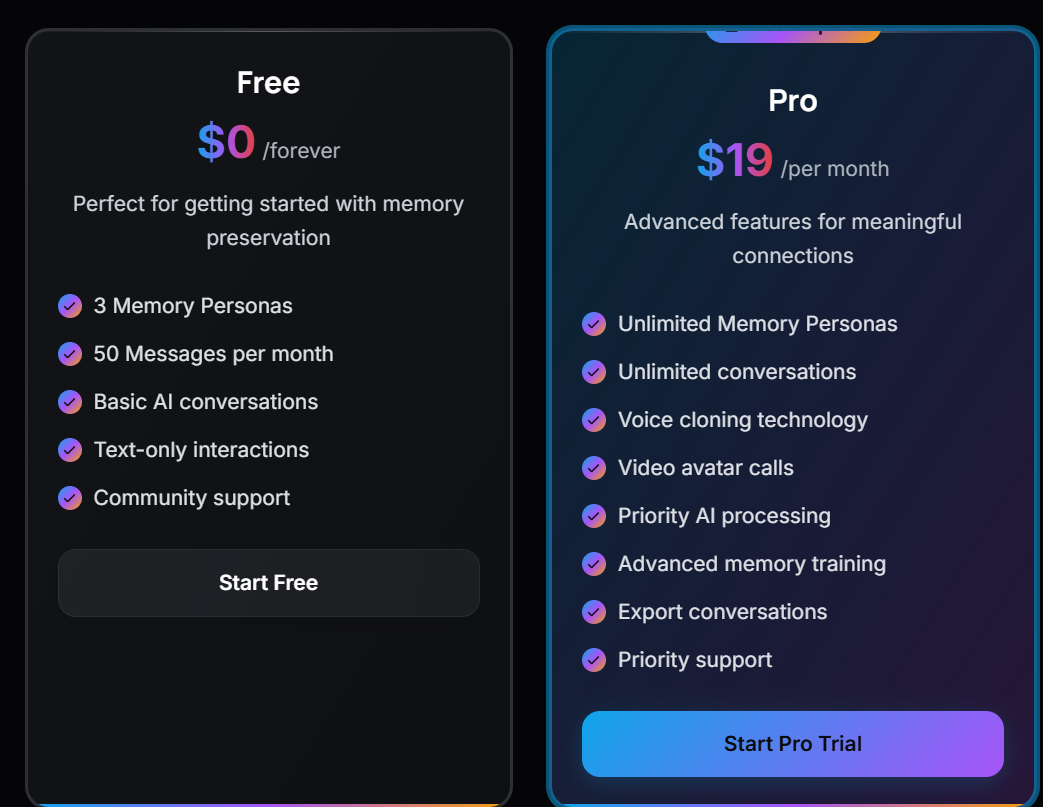 Free
$0 /forever
Perfect for getting started with memory
preservation
3 Memory Personas
50 Messages per month
Basic AI conversations
Text-only interactions
Community support
Start Free
Pro
$19 /per month
Advanced features for meaningful
connections
Unlimited Memory Personas
Unlimited conversations
Voice cloning technology
Video avatar calls
Priority AI processing
Advanced memory training
Export conversations
Priority support
Start Pro Trial